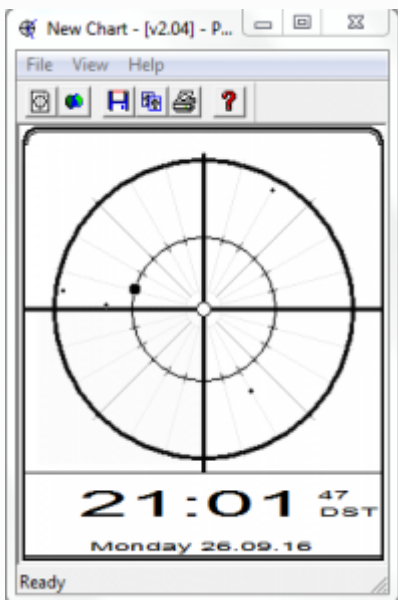 New Chart - [v2.04] - P...
File View Help
?
21:01 47 DST
Monday 26.09.16
Ready